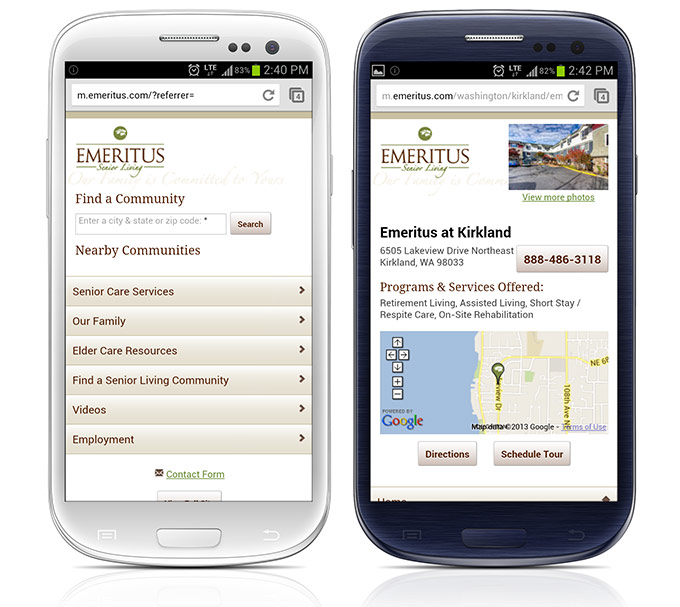 LTE 83% 2:40 PM
m.emeritus.com/?referrer= 4
EMERITUS
Senior Living
Our Family is Committed to Yours
Find a Community
Enter a city & state or zip code: * Search
Nearby Communities
Senior Care Services
Our Family
Elder Care Resources
Find a Senior Living Community
Videos
Employment
Contact Form
LTE 82% 2:42 PM
m.emeritus.com/washington/kirkland/em 4
EMERITUS
Senior Living
Our Family is Comm
View more photos
Emeritus at Kirkland
6505 Lakeview Drive Northeast
Kirkland, WA 98033
888-486-3118
Programs & Services Offered:
Retirement Living, Assisted Living, Short Stay /
Respite Care, On-Site Rehabilitation
NE 6
view Dr
108th Ave N
POWERED BY
Google
Map data ©2013 Google - Terms of Use
Directions Schedule Tour
Home